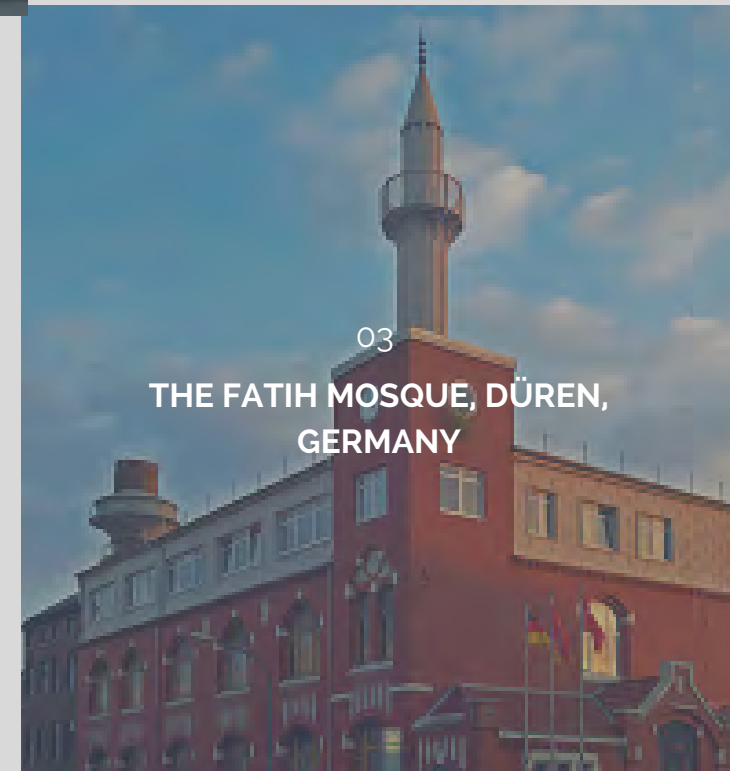 03
THE FATIH MOSQUE, DÜREN,
GERMANY